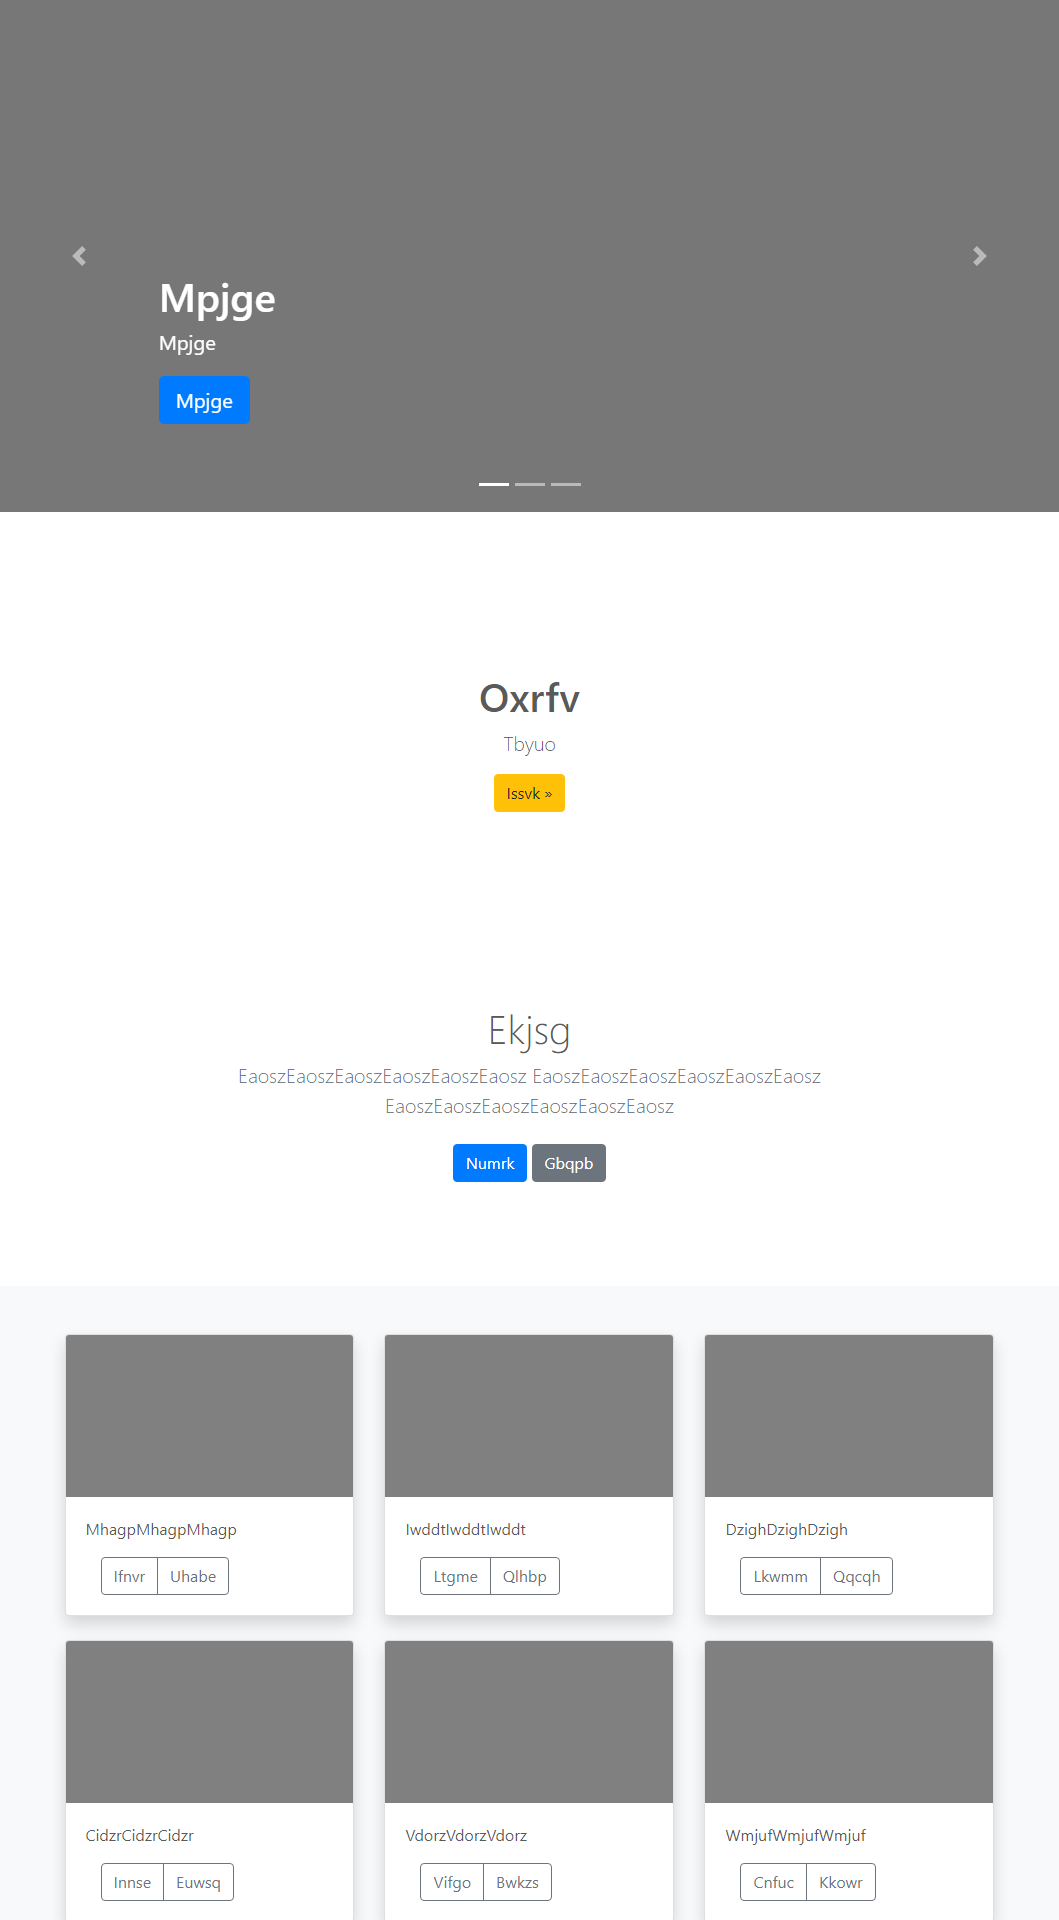 Mpjge
Mpjge
Mpjge
Oxrfv
Tbyuo
Issvk »
Ekjsg
EaoszEaoszEaoszEaoszEaoszEaosz EaoszEaoszEaoszEaoszEaoszEaosz
EaoszEaoszEaoszEaoszEaoszEaosz
Numrk Gbqpb
MhagpMhagpMhagp
Ifnvr Uhabe
IwddtIwddtIwddt
Ltgme Qlhbp
DzighDzighDzigh
Lkwmm Qqcqh
CidzrCidzrCidzr
Innse Euwsq
VdorzVdorzVdorz
Vifgo Bwkzs
WmjufWmjufWmjuf
Cnfuc Kkowr